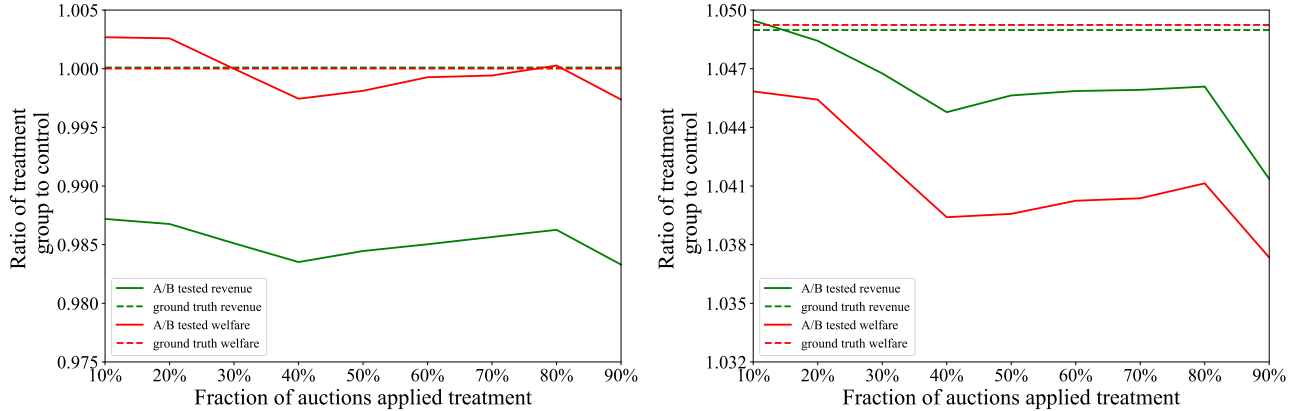 1.005
1.000
0.995
0.990
0.985
0.980
0.975
Ratio of treatment
group to control
A/B tested revenue
ground truth revenue
A/B tested welfare
ground truth welfare
10% 20% 30% 40% 50% 60% 70% 80% 90%
Fraction of auctions applied treatment
1.050
1.047
1.044
1.041
1.038
1.035
1.032
Ratio of treatment
group to control
A/B tested revenue
ground truth revenue
A/B tested welfare
ground truth welfare
10% 20% 30% 40% 50% 60% 70% 80% 90%
Fraction of auctions applied treatment